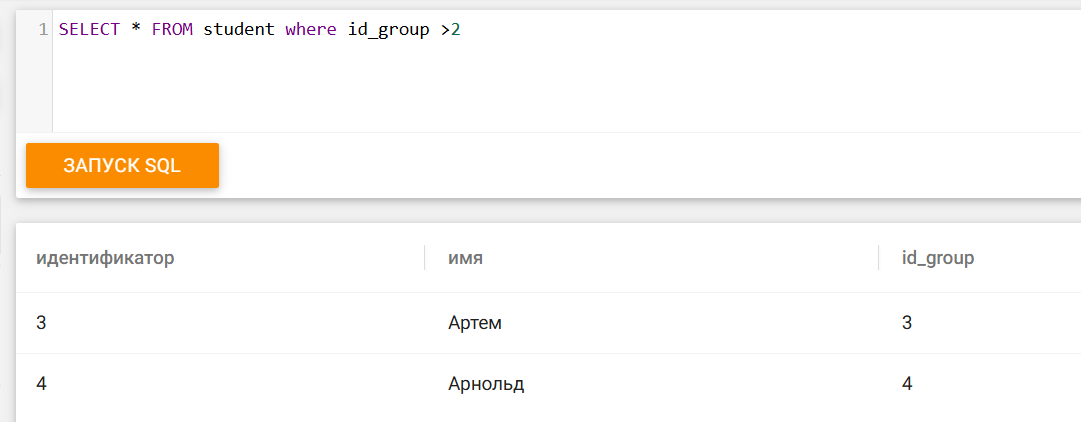 1 SELECT * FROM student where id_group >2
ЗАПУСК SQL
идентификатор имя id_group
3 Артем 3
4 Арнольд 4